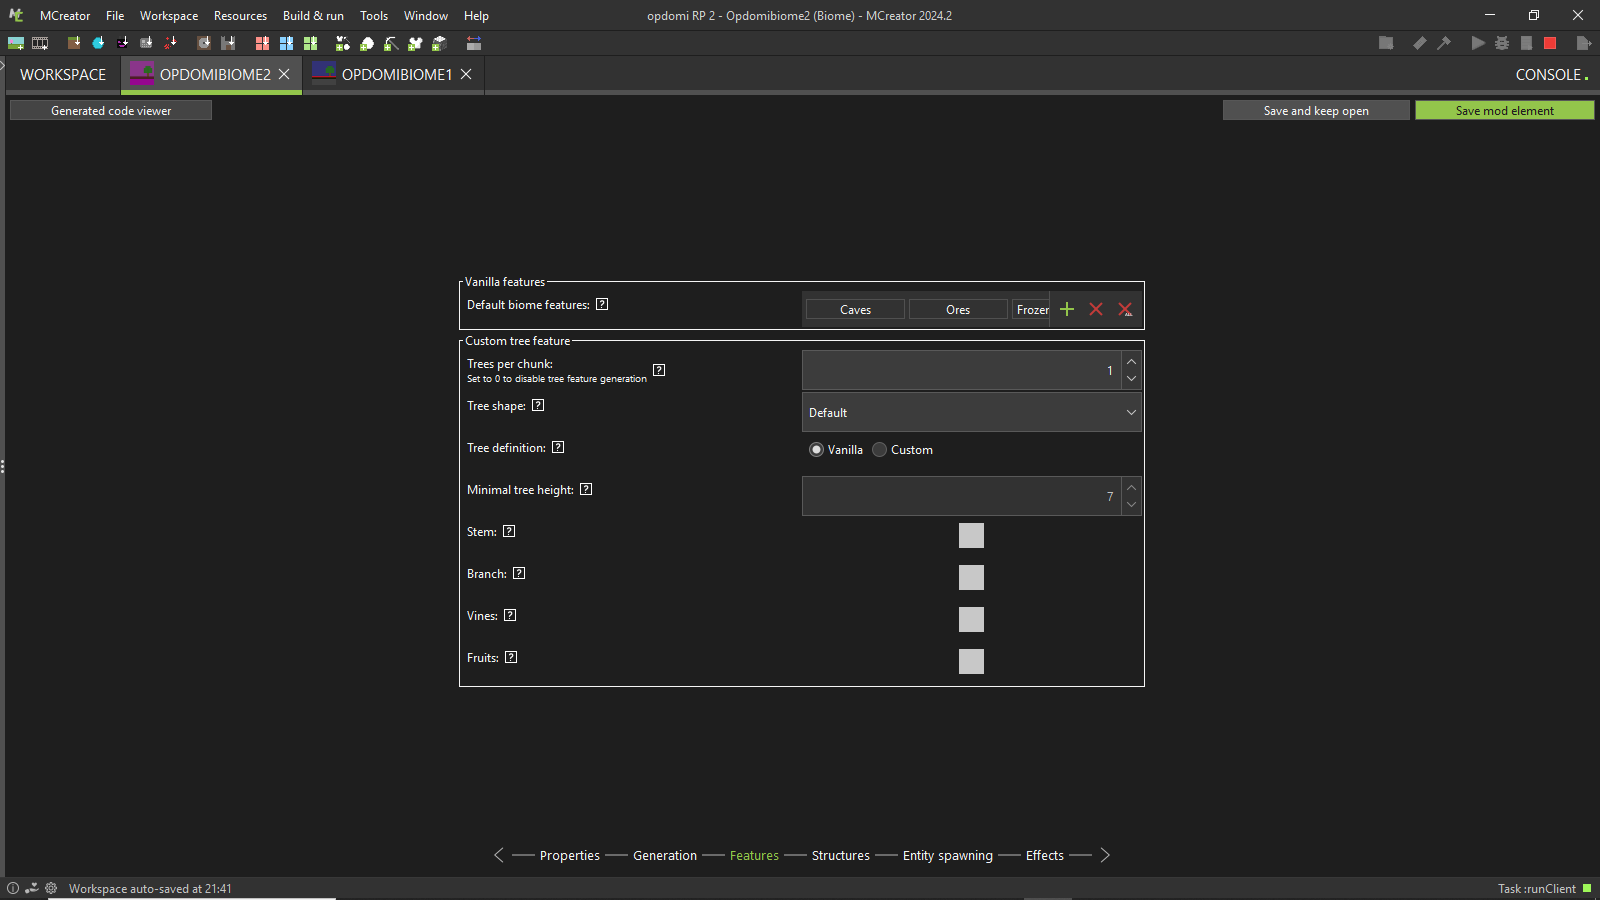 MCreator File Workspace Resources Build & run Tools Window Help
opdomi RP 2 - Opdomibiome2 (Biome) - MCreator 2024.2
WORKSPACE
OPDOMIBIOME2
OPDOMIBIOME1
CONSOLE
Generated code viewer
Save and keep open
Save mod element
Vanilla features
Default biome features: ?
Caves
Ores
Frozer
ALL
Custom tree feature
Trees per chunk:
Set to 0 to disable tree feature generation
?
1
Tree shape: ?
Default
Tree definition: ?
Vanilla
Custom
Minimal tree height: ?
7
Stem: ?
Branch: ?
Vines: ?
Fruits: ?
Properties Generation Features Structures Entity spawning Effects
Workspace auto-saved at 21:41
Task :runClient